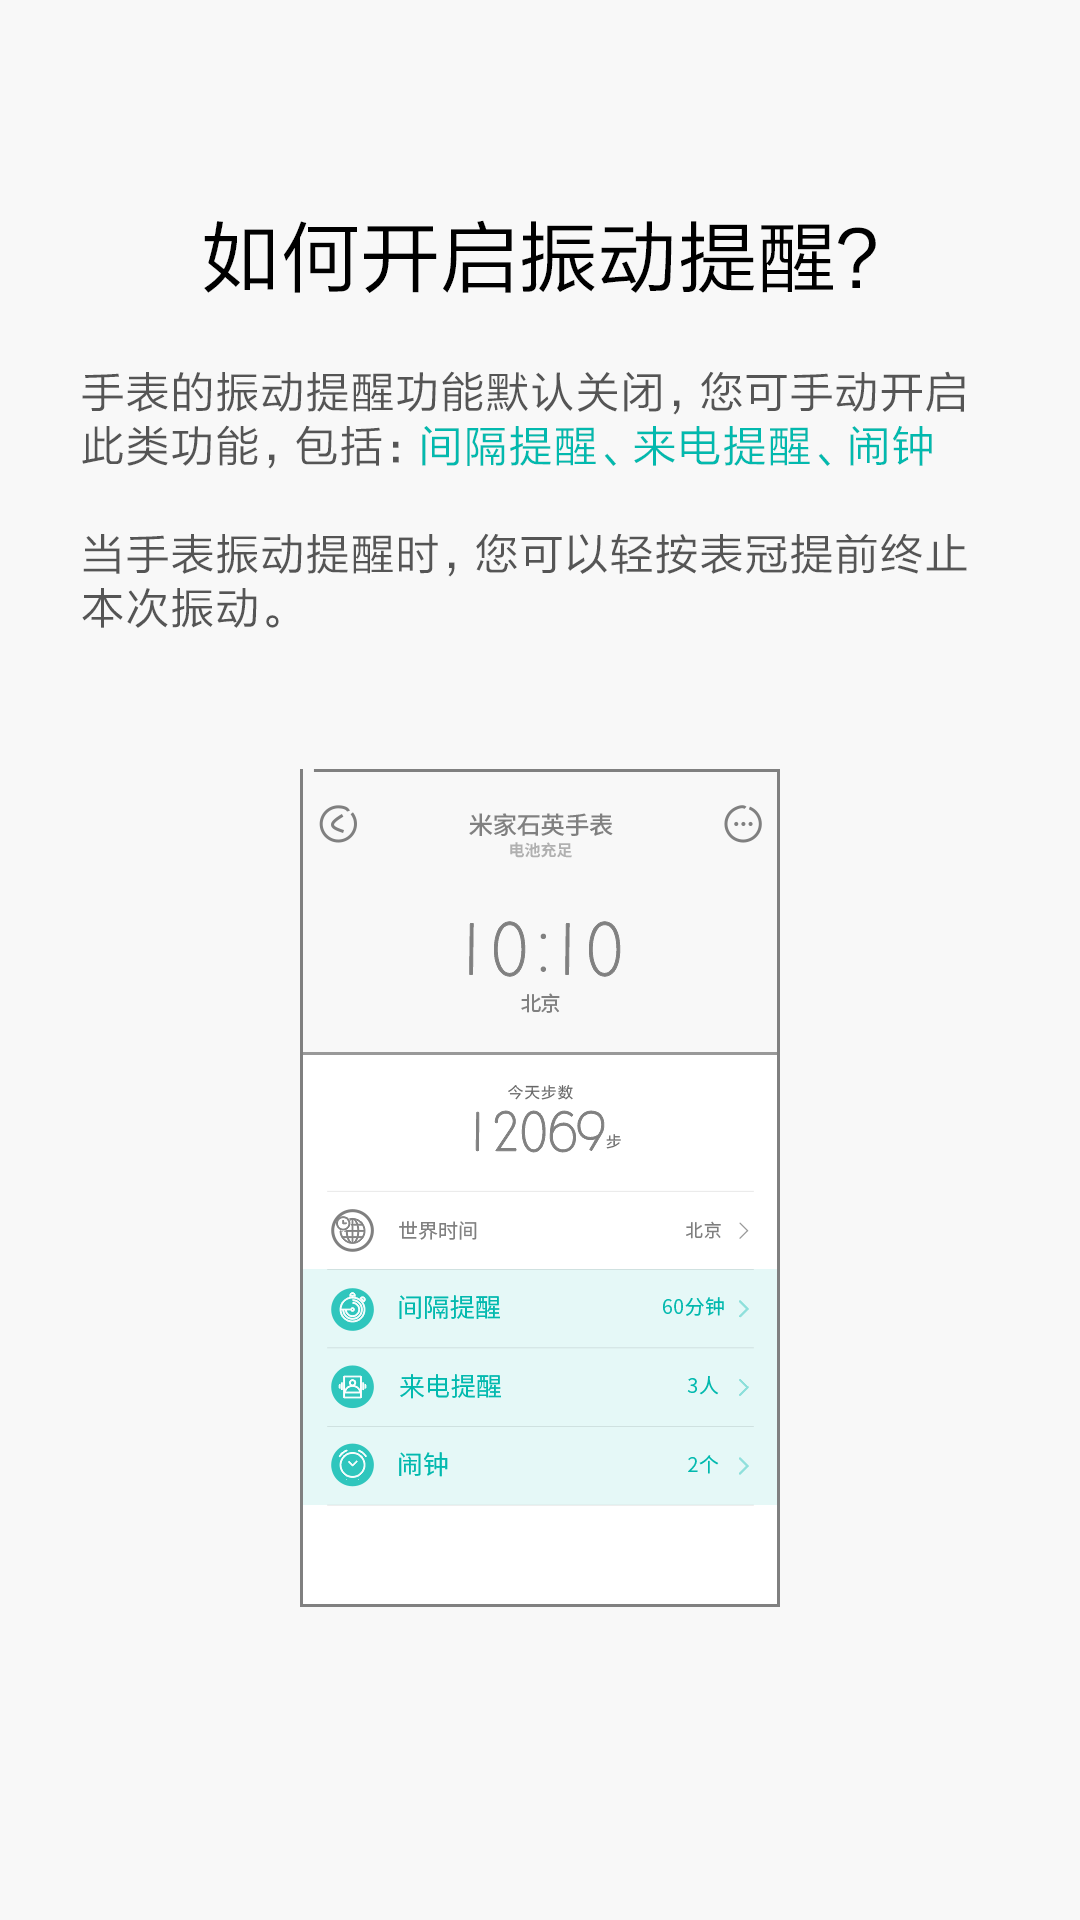 如何开启振动提醒?
手表的振动提醒功能默认关闭，您可手动开启
此类功能，包括：间隔提醒、来电提醒、闹钟
当手表振动提醒时，您可以轻按表冠提前终止
本次振动。
米家石英手表
电池充足
10:10
北京
今天步数
12069步
世界时间 北京
间隔提醒 60分钟
来电提醒 3人
闹钟 2个